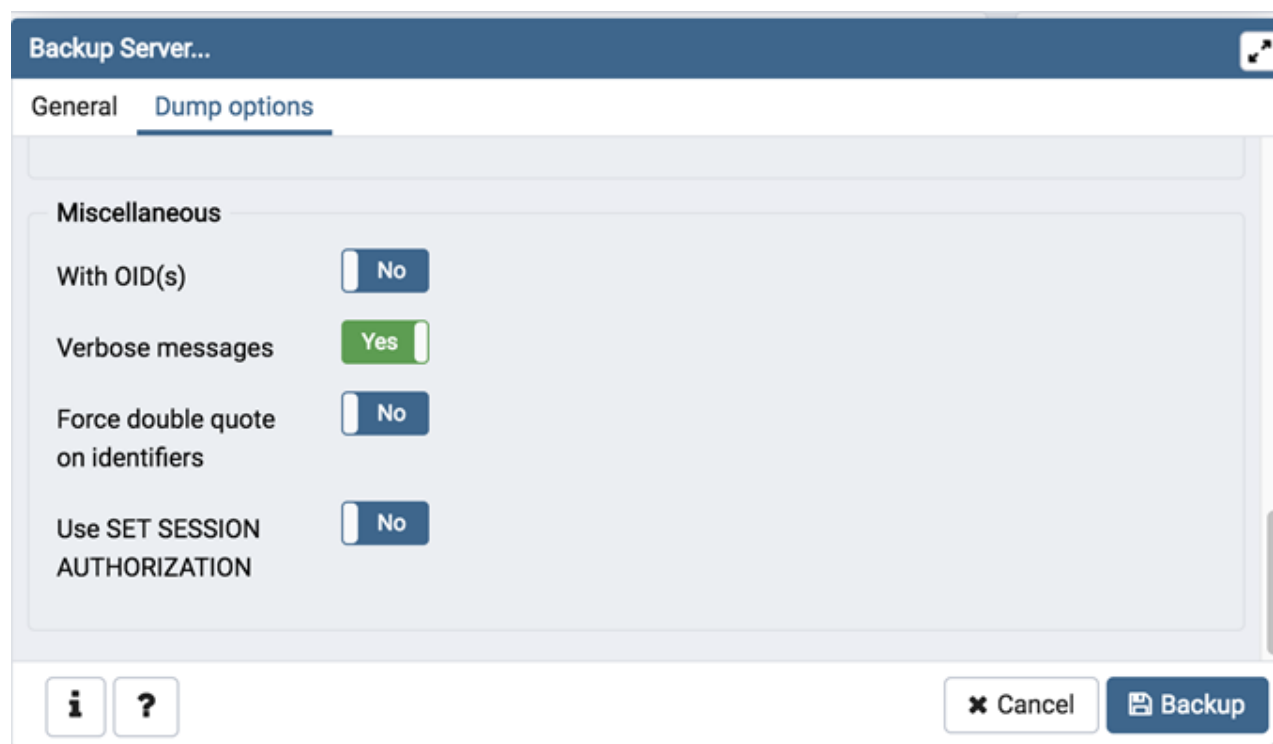 Backup Server...
General Dump options
Miscellaneous
With OID(s) No
Verbose messages Yes
Force double quote No
on identifiers
Use SET SESSION No
AUTHORIZATION
i ? Cancel Backup